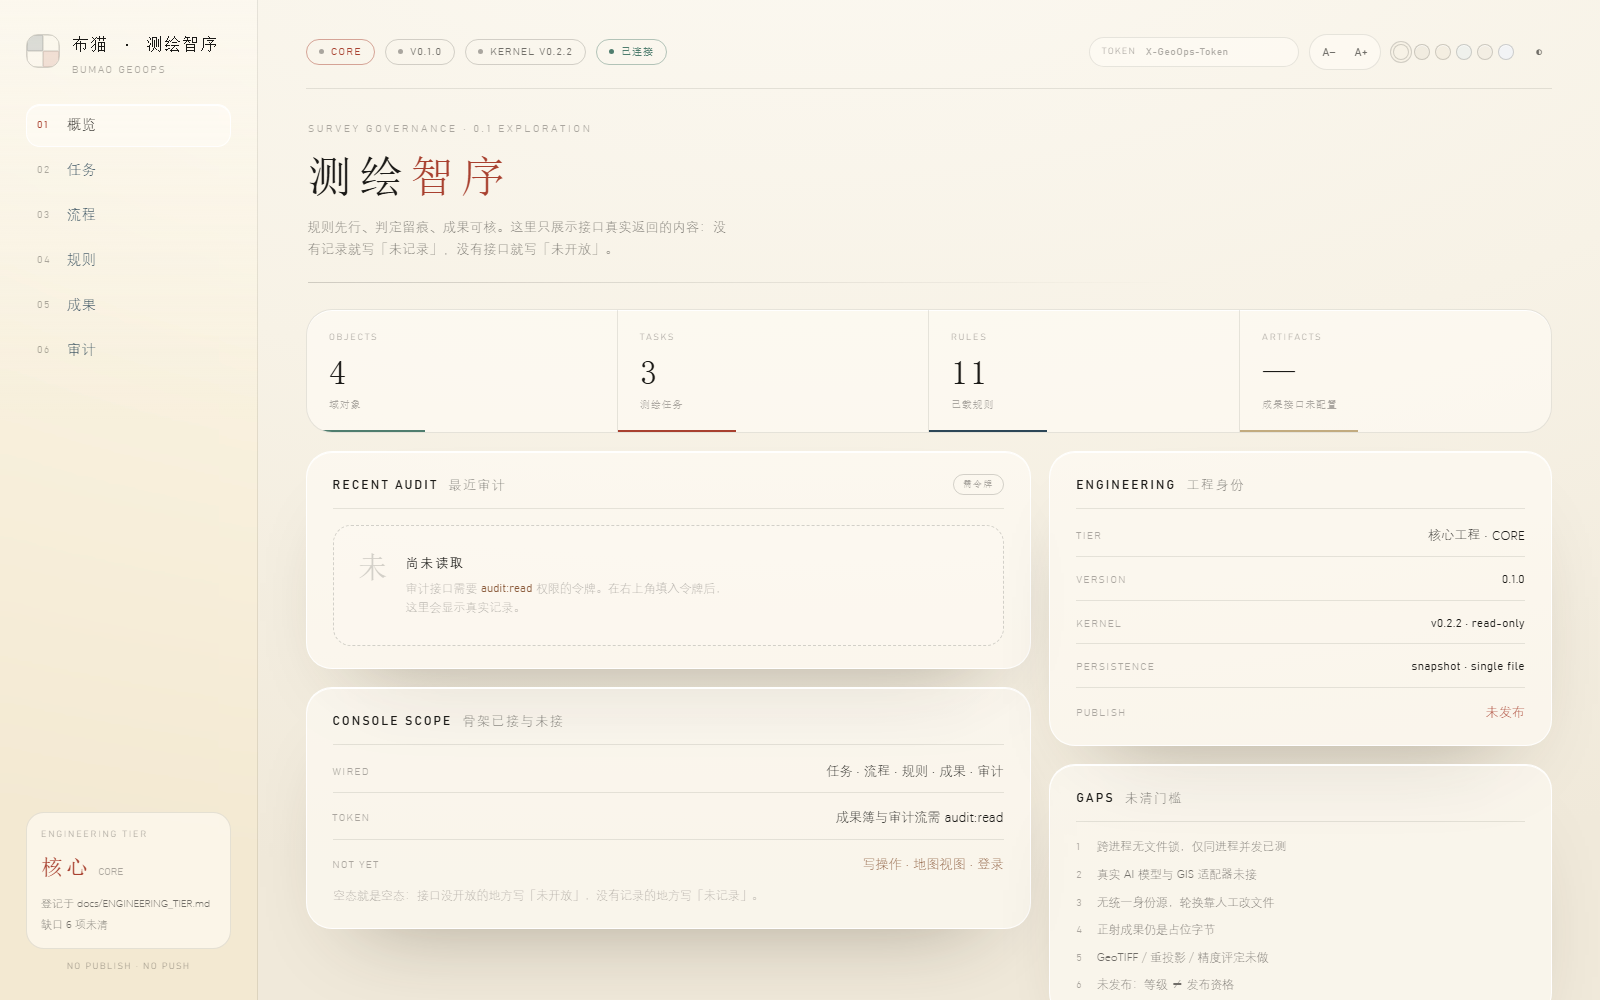 布猫 · 测绘智序
BUMAO GEOOPS
01 概览
02 任务
03 流程
04 规则
05 成果
06 审计
ENGINEERING TIER
核心 CORE
登记于 docs/ENGINEERING_TIER.md
缺口 6 项未清
NO PUBLISH · NO PUSH
CORE
V0.1.0
KERNEL V0.2.2
已连接
TOKEN X-GeoOps-Token
A− A+
SURVEY GOVERNANCE · 0.1 EXPLORATION
测绘智序
规则先行、判定留痕、成果可核。这里只展示接口真实返回的内容：没
有记录就写「未记录」，没有接口就写「未开放」。
OBJECTS
4
域对象
TASKS
3
测绘任务
RULES
11
已载规则
ARTIFACTS
—
成果接口未配置
RECENT AUDIT 最近审计
需令牌
未
尚未读取
审计接口需要 audit:read 权限的令牌。在右上角填入令牌后，
这里会显示真实记录。
CONSOLE SCOPE 骨架已接与未接
WIRED 任务 · 流程 · 规则 · 成果 · 审计
TOKEN 成果簿与审计流需 audit:read
NOT YET 写操作 · 地图视图 · 登录
空态就是空态：接口没开放的地方写「未开放」，没有记录的地方写「未记录」。
ENGINEERING 工程身份
TIER 核心工程 · CORE
VERSION 0.1.0
KERNEL v0.2.2 · read-only
PERSISTENCE snapshot · single file
PUBLISH 未发布
GAPS 未清门槛
1 跨进程无文件锁，仅同进程并发已测
2 真实 AI 模型与 GIS 适配器未接
3 无统一身份源，轮换靠人工改文件
4 正射成果仍是占位字节
5 GeoTIFF / 重投影 / 精度评定未做
6 未发布：等级 ≠ 发布资格